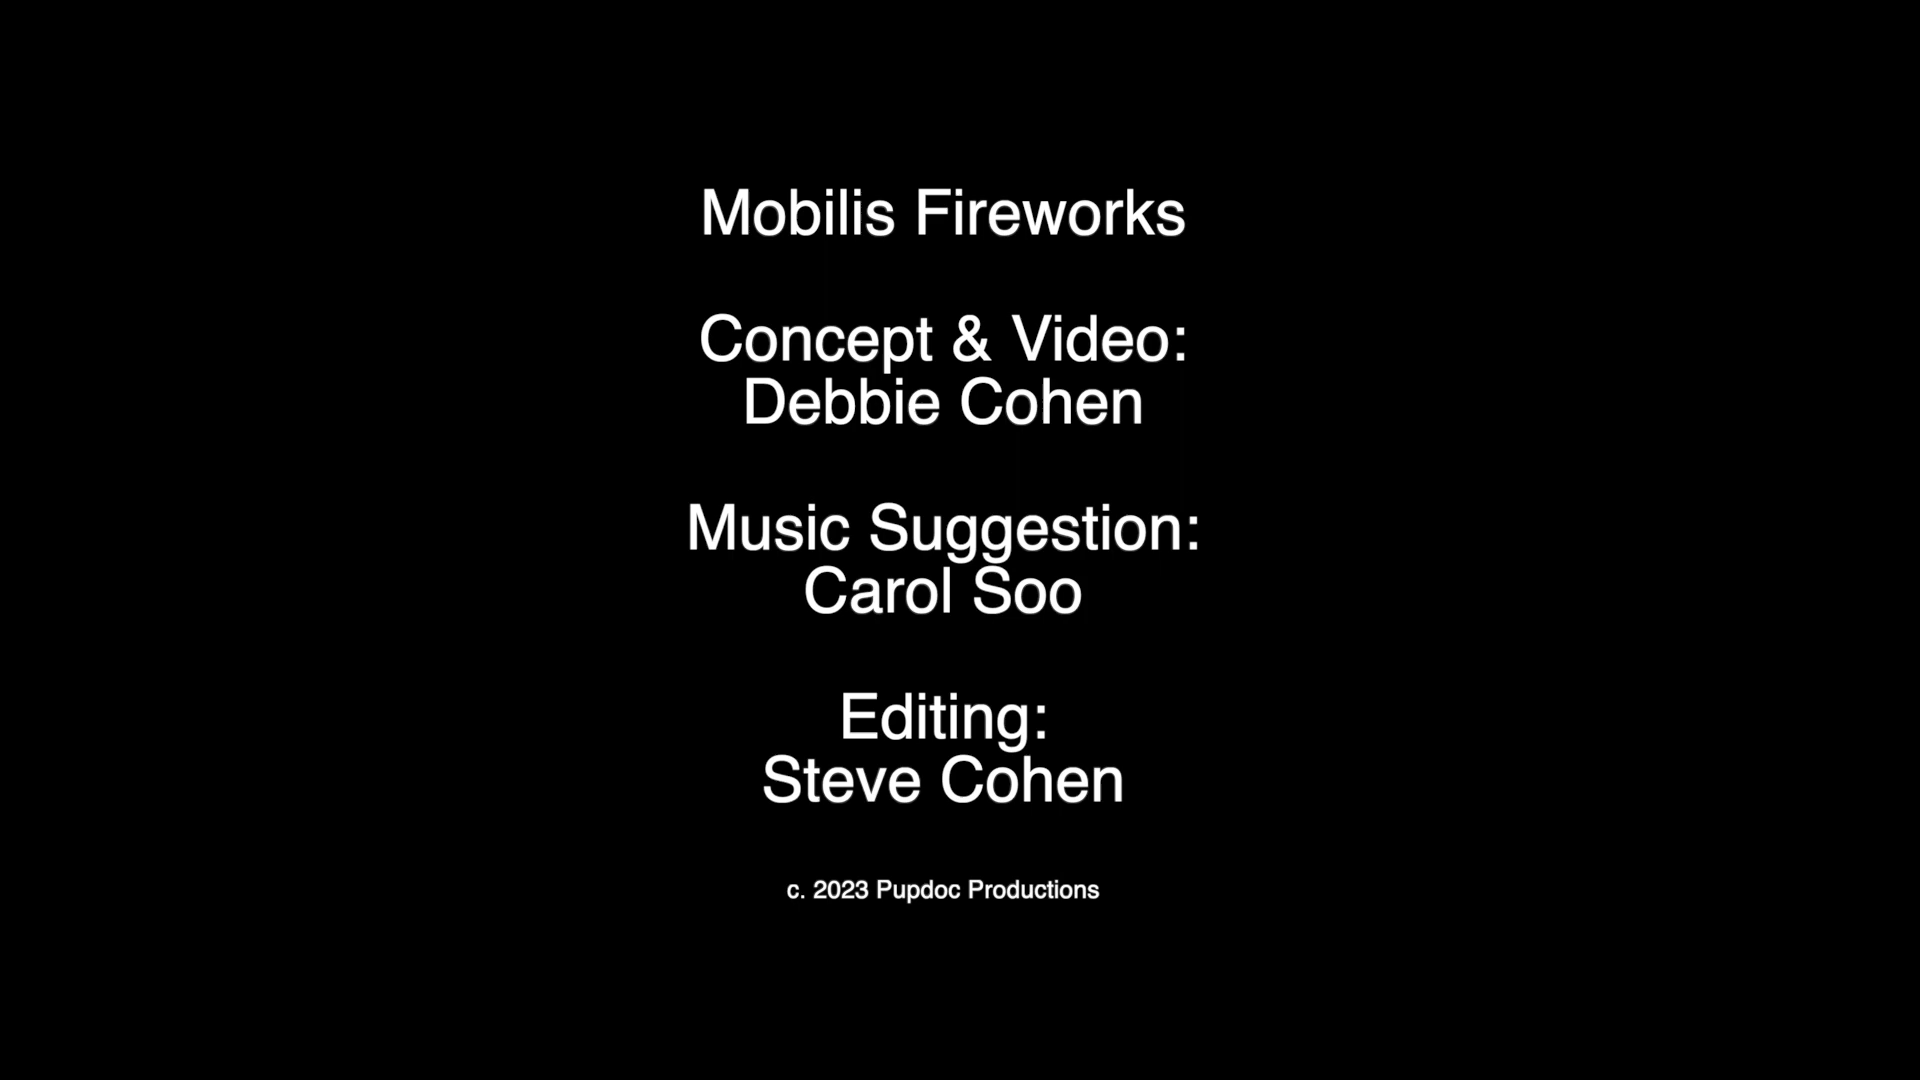 Mobilis Fireworks
Concept & Video:
Debbie Cohen
Music Suggestion:
Carol Soo
Editing:
Steve Cohen
c. 2023 Pupdoc Productions